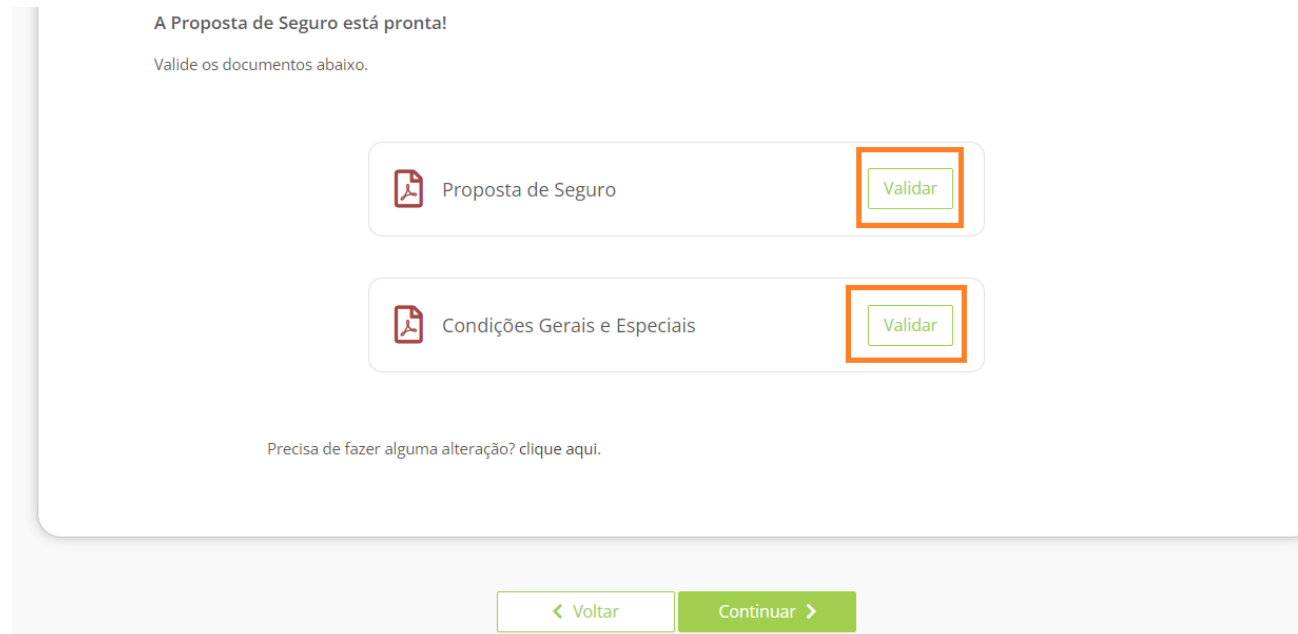 A Proposta de Seguro está pronta!
Valide os documentos abaixo.
Proposta de Seguro
Validar
Condições Gerais e Especiais
Validar
Precisa de fazer alguma alteração? clique aqui.
Voltar
Continuar